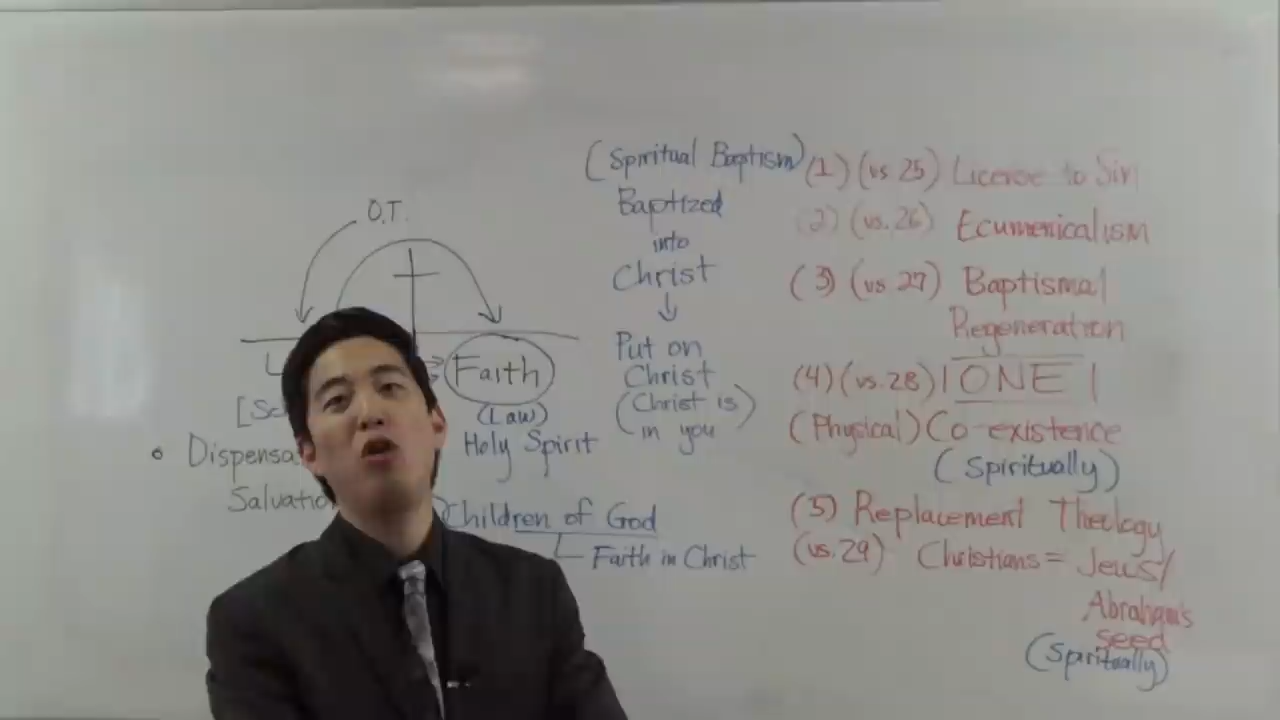 O.T.
Faith
(Law)
Holy Spirit
Children of God
Faith in Christ
(Spiritual Baptism)
Baptized
into
Christ
Put on
Christ
(Christ is
in you)
(1) (vs 25) License to Sin
(2) (vs. 26) Ecumenicalism
(3) (vs. 27) Baptismal
Regeneration
(4) (vs. 28) | ONE |
(Physical) Co-existence
(Spiritually)
(5) Replacement Theology
(vs. 29) Christians = Jews/
Abraham's
seed
(Spiritually)